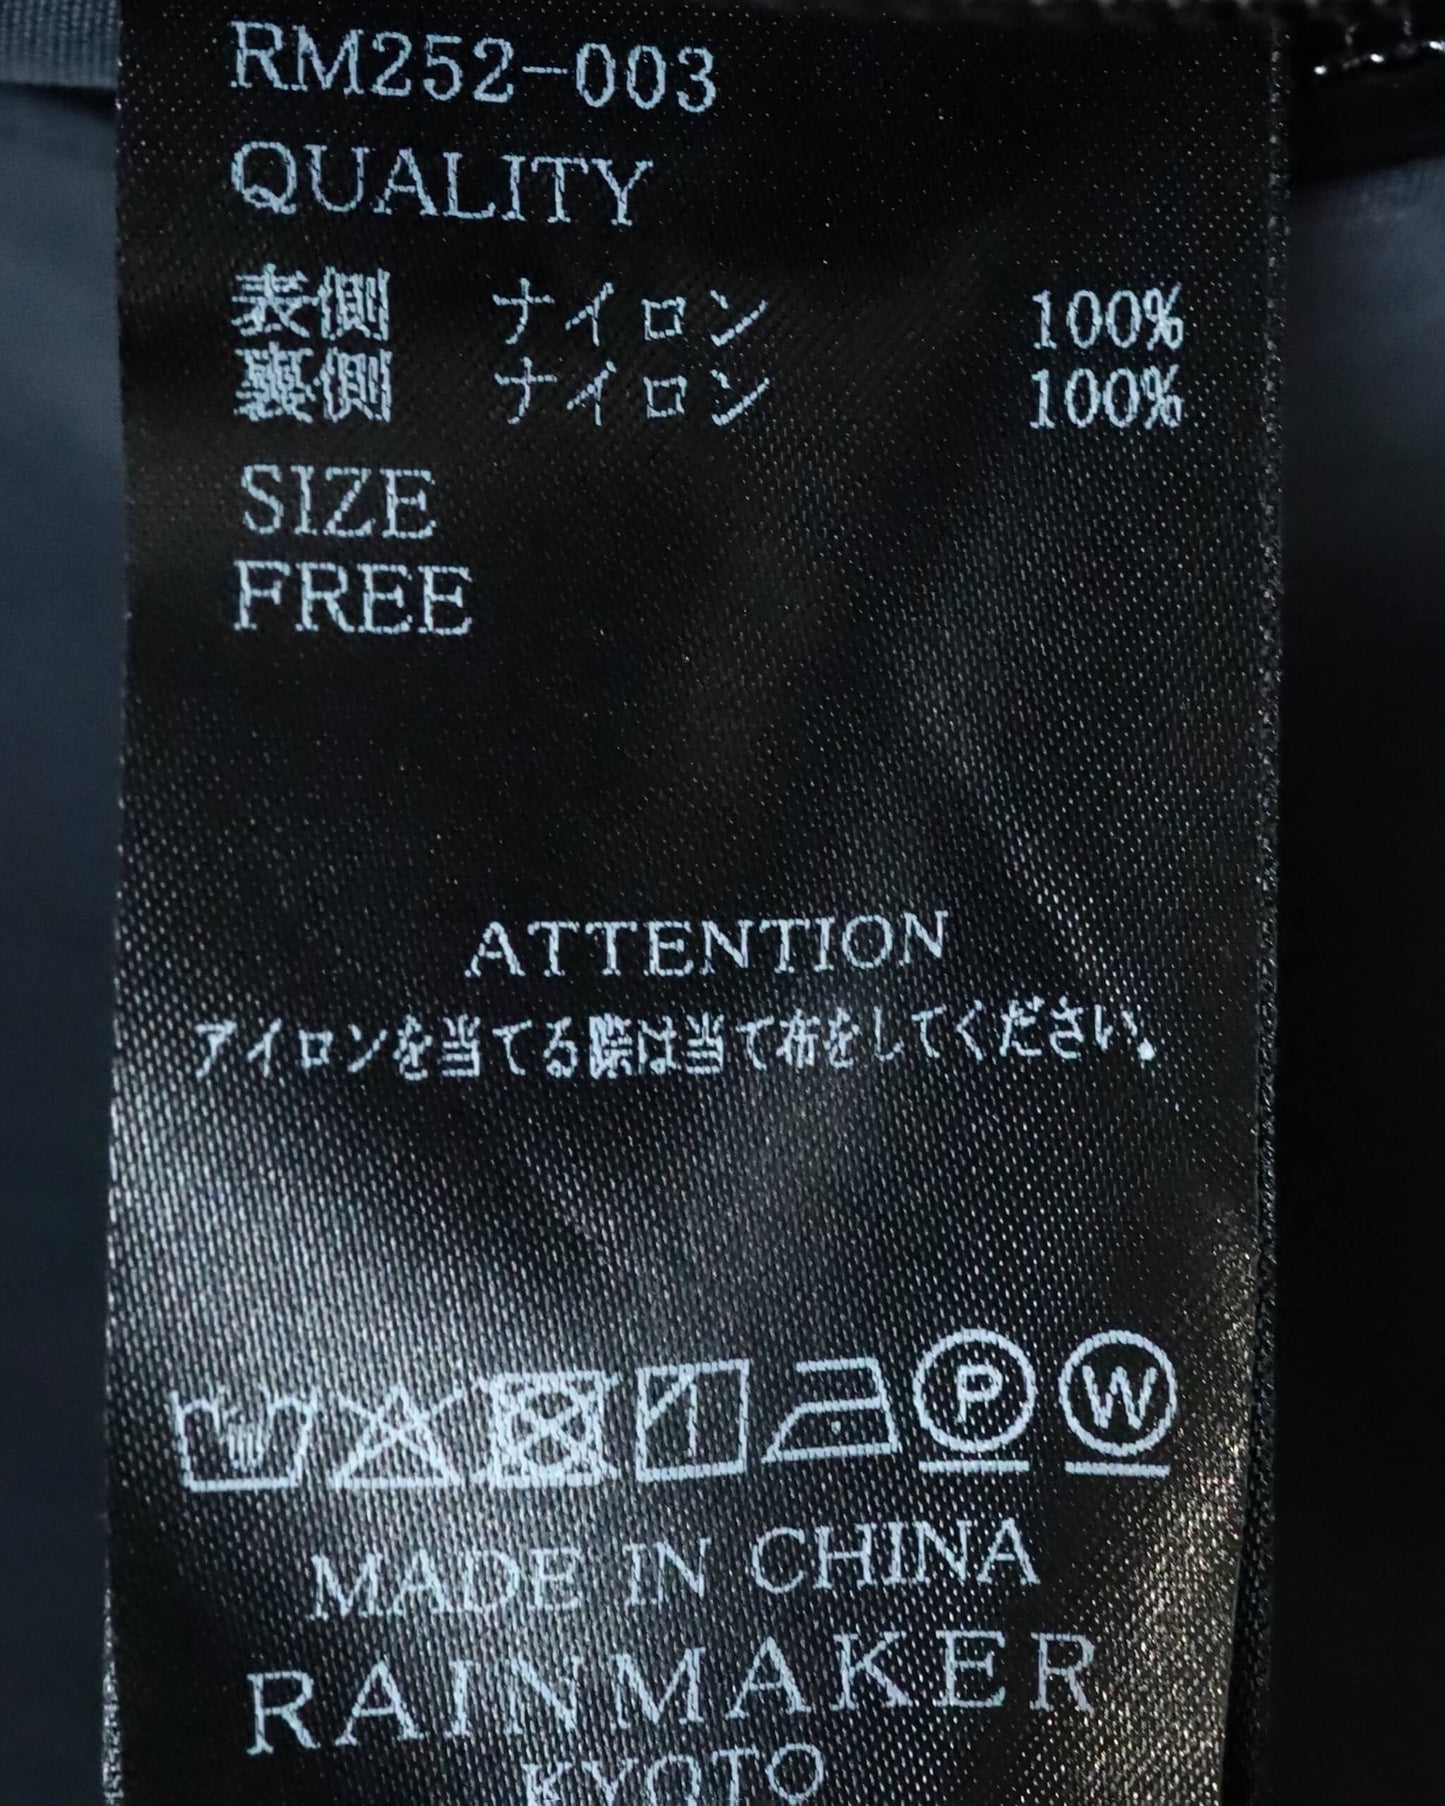 RM252-003
QUALITY
表側 ナイロン 100%
裏側 ナイロン 100%
SIZE
FREE
ATTENTION
アイロンを当てる際は当て布をしてください。
P W
MADE IN CHINA
RAINMAKER
KYOTO